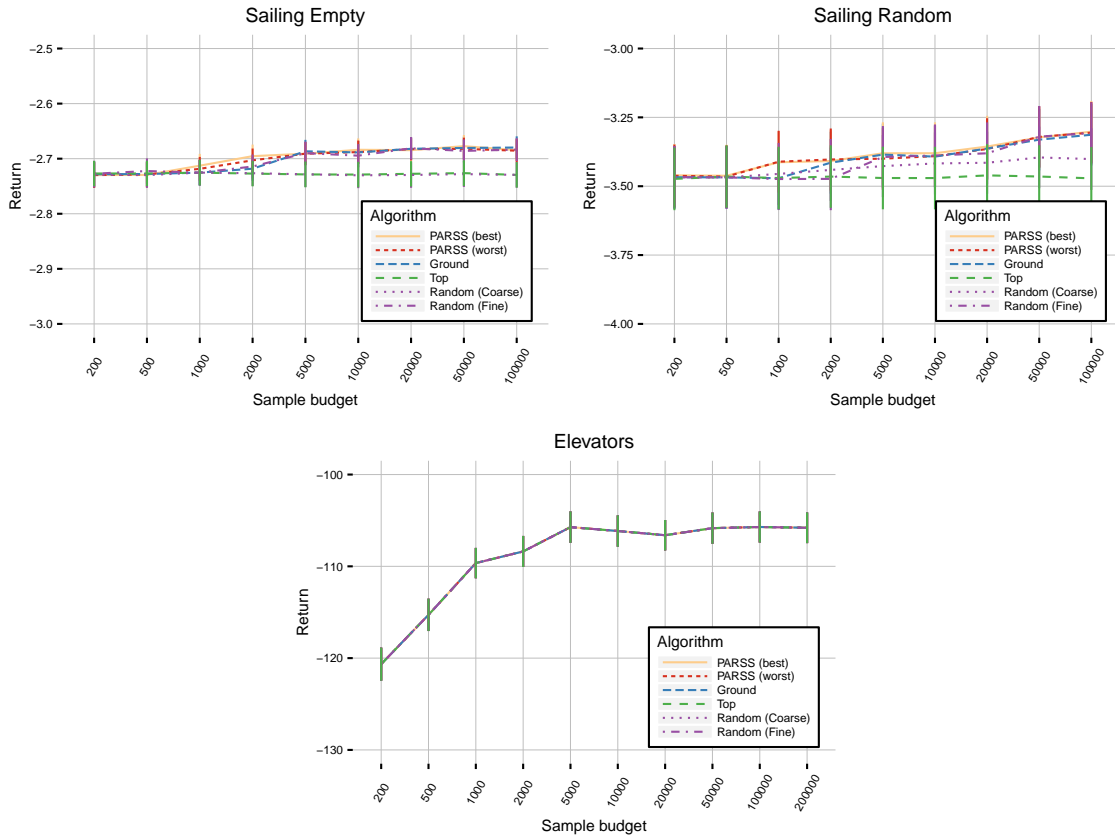 Sailing Empty
−2.5
−2.6
−2.7
−2.8
−2.9
−3.0
Return
200
500
1000
2000
5000
10000
20000
50000
100000
Sample budget
Algorithm
PARSS (best)
PARSS (worst)
Ground
Top
Random (Coarse)
Random (Fine)
Sailing Random
−3.00
−3.25
−3.50
−3.75
−4.00
Return
200
500
1000
2000
5000
10000
20000
50000
100000
Sample budget
Algorithm
PARSS (best)
PARSS (worst)
Ground
Top
Random (Coarse)
Random (Fine)
Elevators
−100
−110
−120
−130
Return
200
500
1000
2000
5000
10000
20000
50000
100000
200000
Sample budget
Algorithm
PARSS (best)
PARSS (worst)
Ground
Top
Random (Coarse)
Random (Fine)